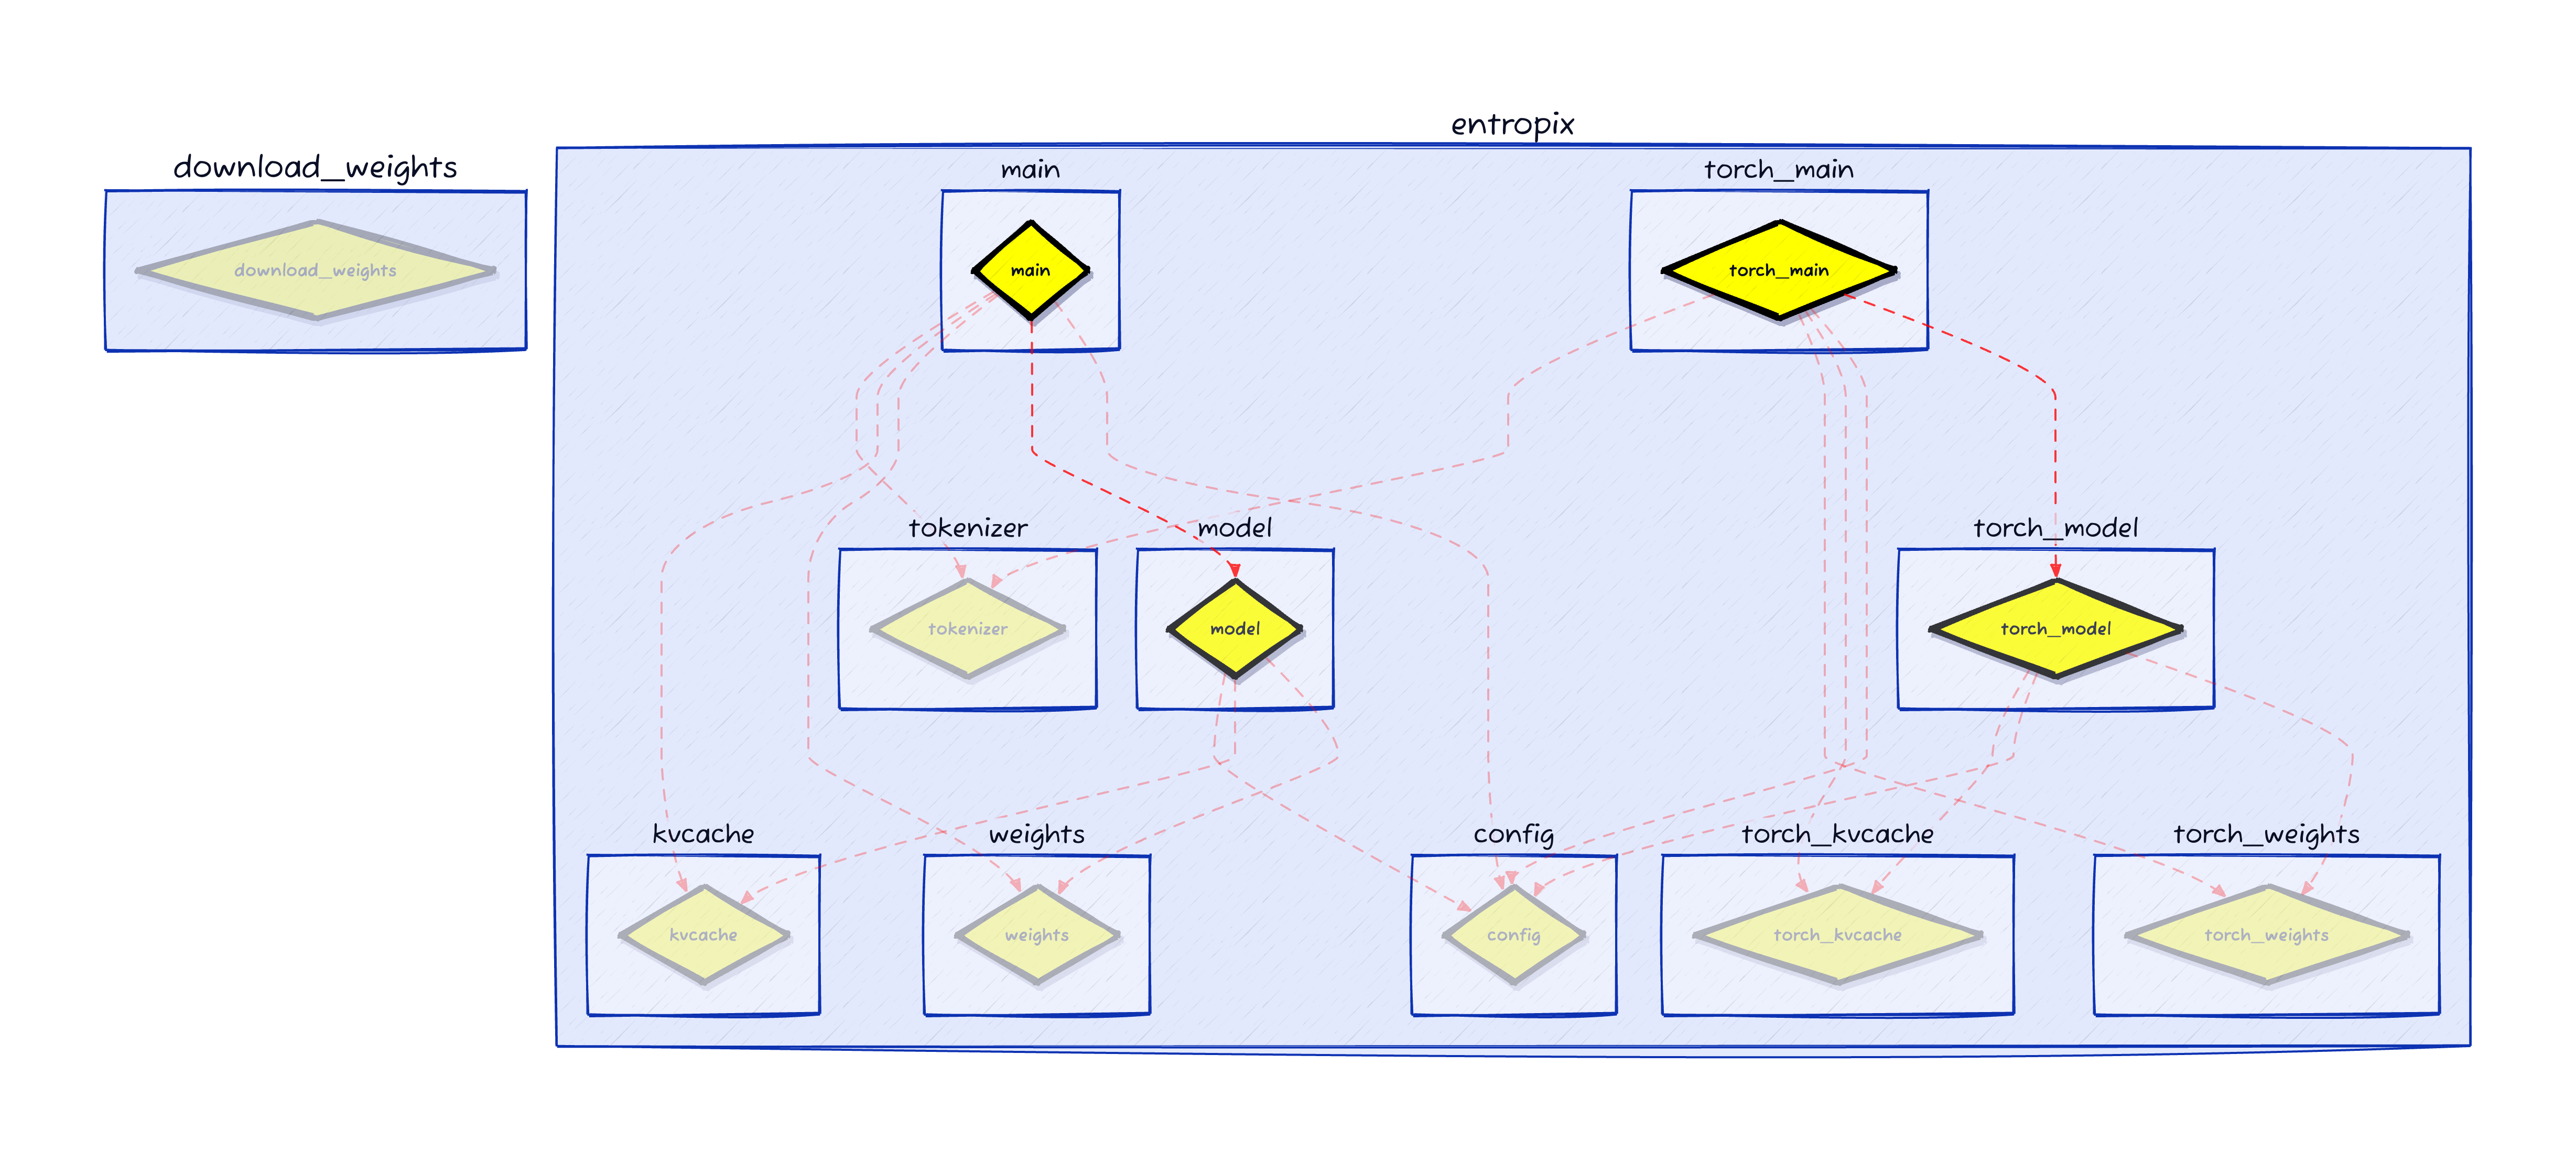 entropix
download_weights
download_weights
main
main
torch_main
torch_main
tokenizer
tokenizer
model
model
torch_model
torch_model
kvcache
kvcache
weights
weights
config
config
torch_kvcache
torch_kvcache
torch_weights
torch_weights